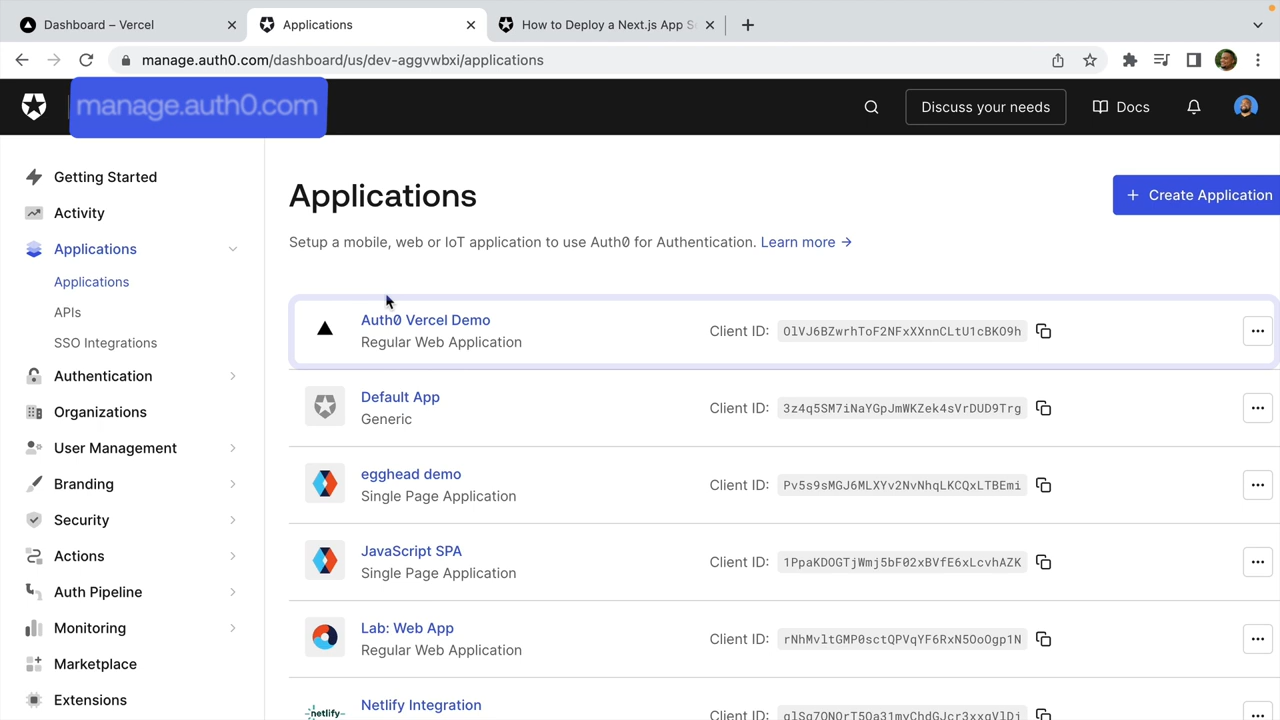 Dashboard – Vercel
Applications
How to Deploy a Next.js App S
manage.auth0.com/dashboard/us/dev-aggvwbxi/applications
manage.auth0.com
Discuss your needs
Docs
Getting Started
Activity
Applications
Applications
APIs
SSO Integrations
Authentication
Organizations
User Management
Branding
Security
Actions
Auth Pipeline
Monitoring
Marketplace
Extensions
Applications
+ Create Application
Setup a mobile, web or IoT application to use Auth0 for Authentication. Learn more →
Auth0 Vercel Demo
Regular Web Application
Client ID: OlVJ6BZwrhToF2NFxXXnnCLtU1cBKO9h
Default App
Generic
Client ID: 3z4q5SM7iNaYGpJmWKZek4sVrDUD9Trg
egghead demo
Single Page Application
Client ID: Pv5s9sMGJ6MLXYv2NvNhqLKCQxLTBEmi
JavaScript SPA
Single Page Application
Client ID: 1PpaKDOGTjWmj5bF02xBVfE6xLcvhAZK
Lab: Web App
Regular Web Application
Client ID: rNhMvltGMP0sctQPVqYF6RxN5OoOgp1N
netlify
Netlify Integration
Client ID: